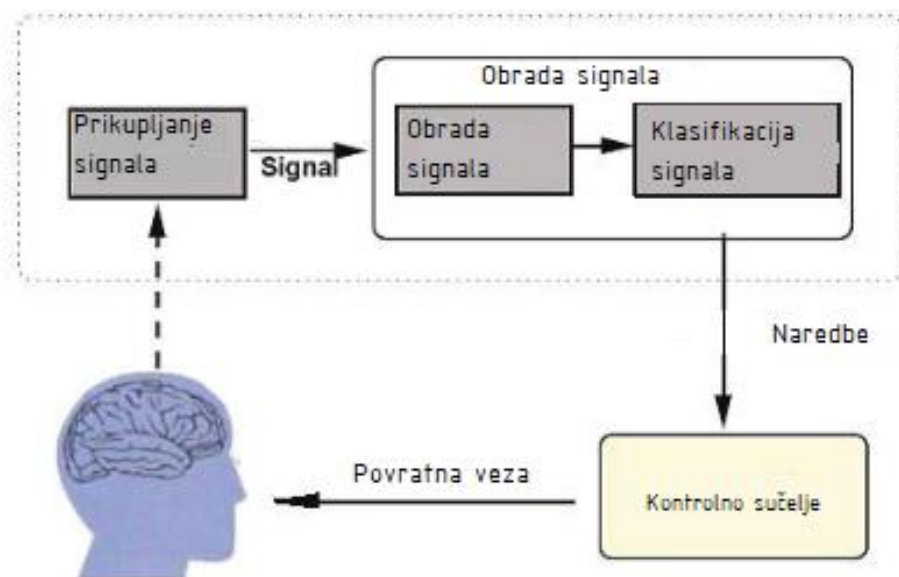 Obrada signala
Prikupljanje
signala
Signal
Obrada
signala
Klasifikacija
signala
Naredbe
Povratna veza
Kontrolno sučelje